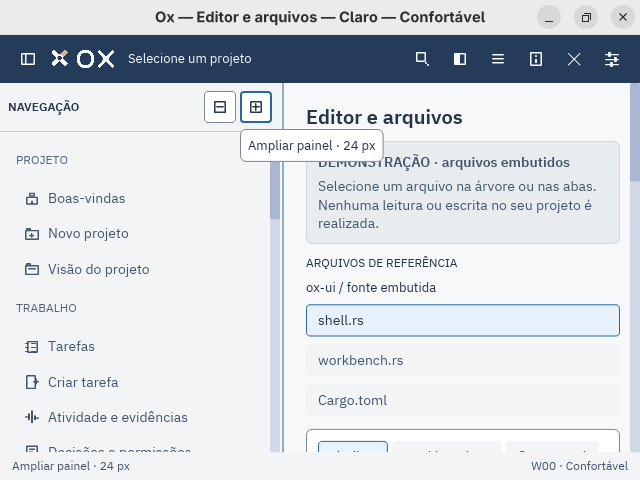 Ox — Editor e arquivos — Claro — Confortável
OX Selecione um projeto
NAVEGAÇÃO
Ampliar painel · 24 px
PROJETO
Boas-vindas
Novo projeto
Visão do projeto
TRABALHO
Tarefas
Criar tarefa
Atividade e evidências
Decisões e permissões
Editor e arquivos
DEMONSTRAÇÃO · arquivos embutidos
Selecione um arquivo na árvore ou nas abas.
Nenhuma leitura ou escrita no seu projeto é
realizada.
ARQUIVOS DE REFERÊNCIA
ox-ui / fonte embutida
shell.rs
workbench.rs
Cargo.toml
Ampliar painel · 24 px
W00 · Confortável